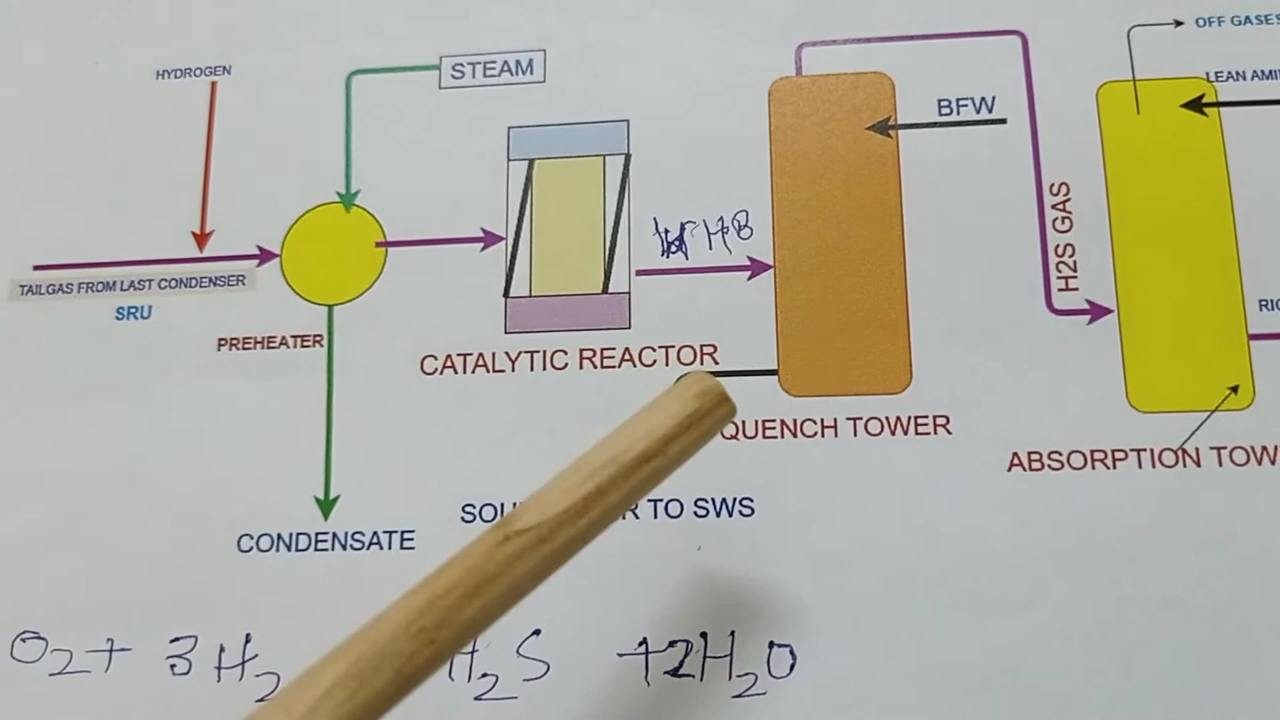 OFF GASES
HYDROGEN
STEAM
LEAN AMI
BFW
H2S GAS
TAILGAS FROM LAST CONDENSER
SRU
PREHEATER
CATALYTIC REACTOR
RIC
QUENCH TOWER
ABSORPTION TOW
TO SWS
CONDENSATE
O2 + 3H2 H2S +2H2O